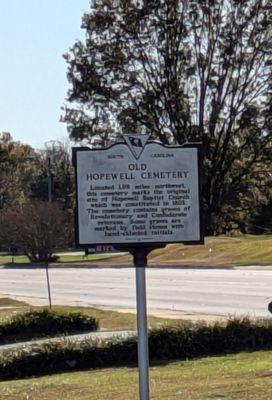 SOUTH CAROLINA
OLD
HOPEWELL CEMETERY
Located 1.09 miles northwest,
this cemetery marks the original
site of Hopewell Baptist Church
which was constituted in
The cemetery contains graves of
Revolutionary and Confederate
veterans. Some graves are
marked by field stones with
hand-chiseled initials.